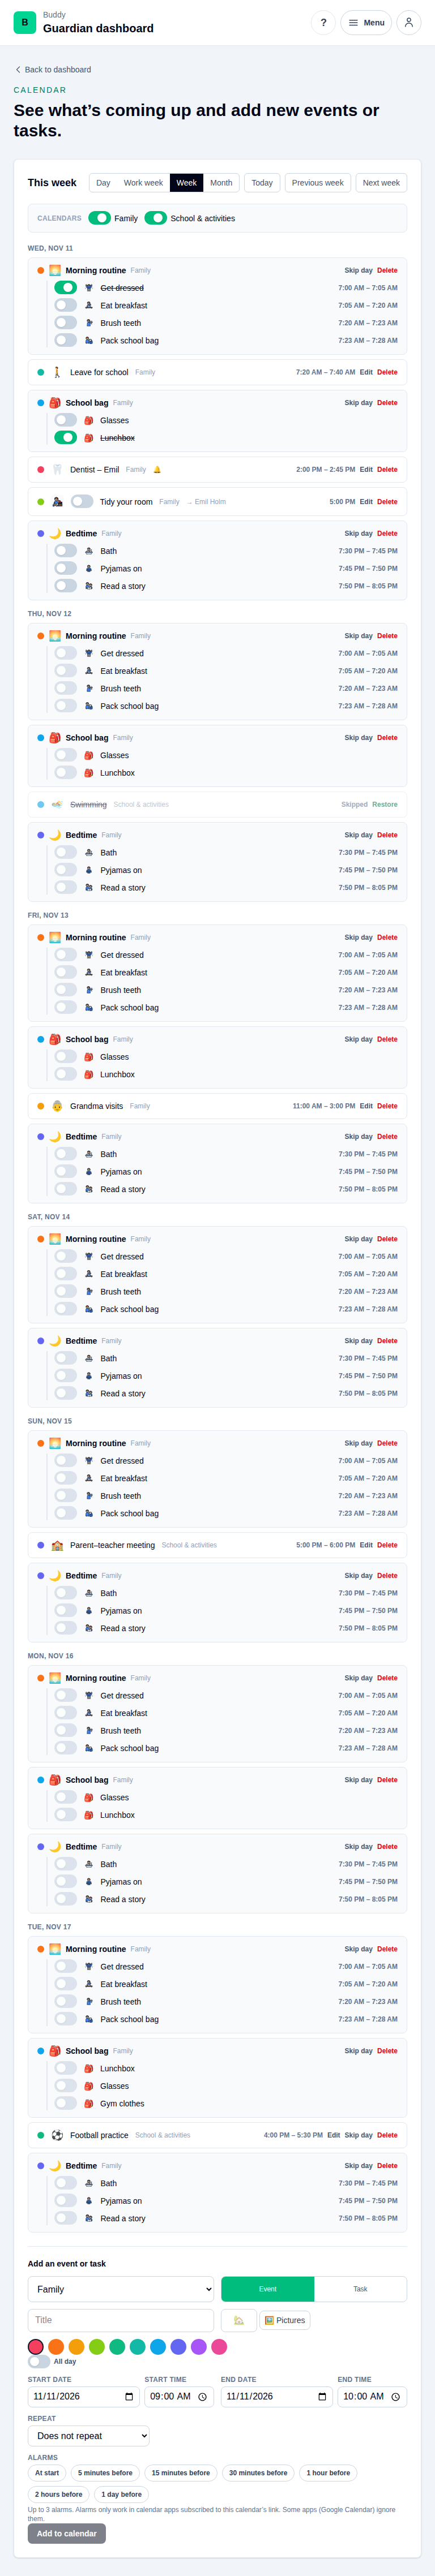 B
Buddy
Guardian dashboard
?
Menu
Back to dashboard
CALENDAR
See what’s coming up and add new events or
tasks.
This week
Day Work week Week Month Today Previous week Next week
CALENDARS Family School & activities
WED, NOV 11
Morning routine Family Skip day Delete
Get dressed 7:00 AM – 7:05 AM
Eat breakfast 7:05 AM – 7:20 AM
Brush teeth 7:20 AM – 7:23 AM
Pack school bag 7:23 AM – 7:28 AM
Leave for school Family 7:20 AM – 7:40 AM Edit Delete
School bag Family Skip day Delete
Glasses
Lunchbox
Dentist – Emil Family 2:00 PM – 2:45 PM Edit Delete
Tidy your room Family Emil Holm 5:00 PM Edit Delete
Bedtime Family Skip day Delete
Bath 7:30 PM – 7:45 PM
Pyjamas on 7:45 PM – 7:50 PM
Read a story 7:50 PM – 8:05 PM
THU, NOV 12
Morning routine Family Skip day Delete
Get dressed 7:00 AM – 7:05 AM
Eat breakfast 7:05 AM – 7:20 AM
Brush teeth 7:20 AM – 7:23 AM
Pack school bag 7:23 AM – 7:28 AM
School bag Family Skip day Delete
Glasses
Lunchbox
Swimming School & activities Skipped Restore
Bedtime Family Skip day Delete
Bath 7:30 PM – 7:45 PM
Pyjamas on 7:45 PM – 7:50 PM
Read a story 7:50 PM – 8:05 PM
FRI, NOV 13
Morning routine Family Skip day Delete
Get dressed 7:00 AM – 7:05 AM
Eat breakfast 7:05 AM – 7:20 AM
Brush teeth 7:20 AM – 7:23 AM
Pack school bag 7:23 AM – 7:28 AM
School bag Family Skip day Delete
Glasses
Lunchbox
Grandma visits Family 11:00 AM – 3:00 PM Edit Delete
Bedtime Family Skip day Delete
Bath 7:30 PM – 7:45 PM
Pyjamas on 7:45 PM – 7:50 PM
Read a story 7:50 PM – 8:05 PM
SAT, NOV 14
Morning routine Family Skip day Delete
Get dressed 7:00 AM – 7:05 AM
Eat breakfast 7:05 AM – 7:20 AM
Brush teeth 7:20 AM – 7:23 AM
Pack school bag 7:23 AM – 7:28 AM
Bedtime Family Skip day Delete
Bath 7:30 PM – 7:45 PM
Pyjamas on 7:45 PM – 7:50 PM
Read a story 7:50 PM – 8:05 PM
SUN, NOV 15
Morning routine Family Skip day Delete
Get dressed 7:00 AM – 7:05 AM
Eat breakfast 7:05 AM – 7:20 AM
Brush teeth 7:20 AM – 7:23 AM
Pack school bag 7:23 AM – 7:28 AM
Parent–teacher meeting School & activities 5:00 PM – 6:00 PM Edit Delete
Bedtime Family Skip day Delete
Bath 7:30 PM – 7:45 PM
Pyjamas on 7:45 PM – 7:50 PM
Read a story 7:50 PM – 8:05 PM
MON, NOV 16
Morning routine Family Skip day Delete
Get dressed 7:00 AM – 7:05 AM
Eat breakfast 7:05 AM – 7:20 AM
Brush teeth 7:20 AM – 7:23 AM
Pack school bag 7:23 AM – 7:28 AM
School bag Family Skip day Delete
Glasses
Lunchbox
Bedtime Family Skip day Delete
Bath 7:30 PM – 7:45 PM
Pyjamas on 7:45 PM – 7:50 PM
Read a story 7:50 PM – 8:05 PM
TUE, NOV 17
Morning routine Family Skip day Delete
Get dressed 7:00 AM – 7:05 AM
Eat breakfast 7:05 AM – 7:20 AM
Brush teeth 7:20 AM – 7:23 AM
Pack school bag 7:23 AM – 7:28 AM
School bag Family Skip day Delete
Lunchbox
Glasses
Gym clothes
Football practice School & activities 4:00 PM – 5:30 PM Edit Skip day Delete
Bedtime Family Skip day Delete
Bath 7:30 PM – 7:45 PM
Pyjamas on 7:45 PM – 7:50 PM
Read a story 7:50 PM – 8:05 PM
Add an event or task
Family Event Task
Title Pictures
All day
START DATE START TIME END DATE END TIME
11/11/2026 09:00 AM 11/11/2026 10:00 AM
REPEAT
Does not repeat
ALARMS
At start 5 minutes before 15 minutes before 30 minutes before 1 hour before
2 hours before 1 day before
Up to 3 alarms. Alarms only work in calendar apps subscribed to this calendar's link. Some apps (Google Calendar) ignore
them.
Add to calendar